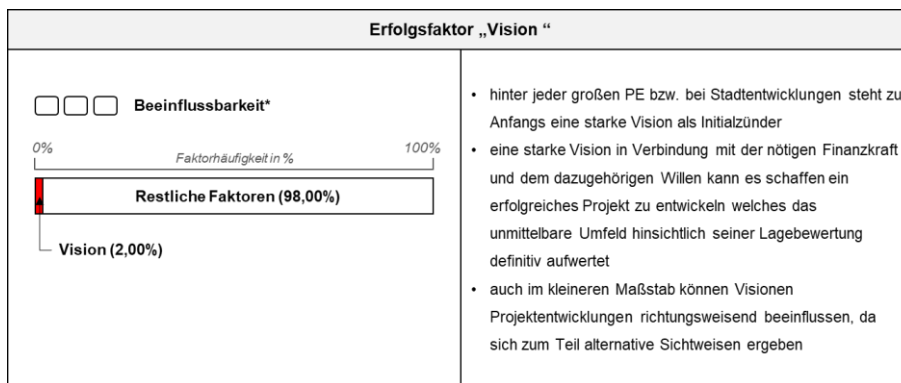 Erfolgsfaktor „Vision “
Beeinflussbarkeit*
0%
Faktorhäufigkeit in %
100%
Restliche Faktoren (98,00%)
Vision (2,00%)
• hinter jeder großen PE bzw. bei Stadtentwicklungen steht zu
Anfangs eine starke Vision als Initialzünder
• eine starke Vision in Verbindung mit der nötigen Finanzkraft
und dem dazugehörigen Willen kann es schaffen ein
erfolgreiches Projekt zu entwickeln welches das
unmittelbare Umfeld hinsichtlich seiner Lagebewertung
definitiv aufwertet
• auch im kleineren Maßstab können Visionen
Projektentwicklungen richtungsweisend beeinflussen, da
sich zum Teil alternative Sichtweisen ergeben